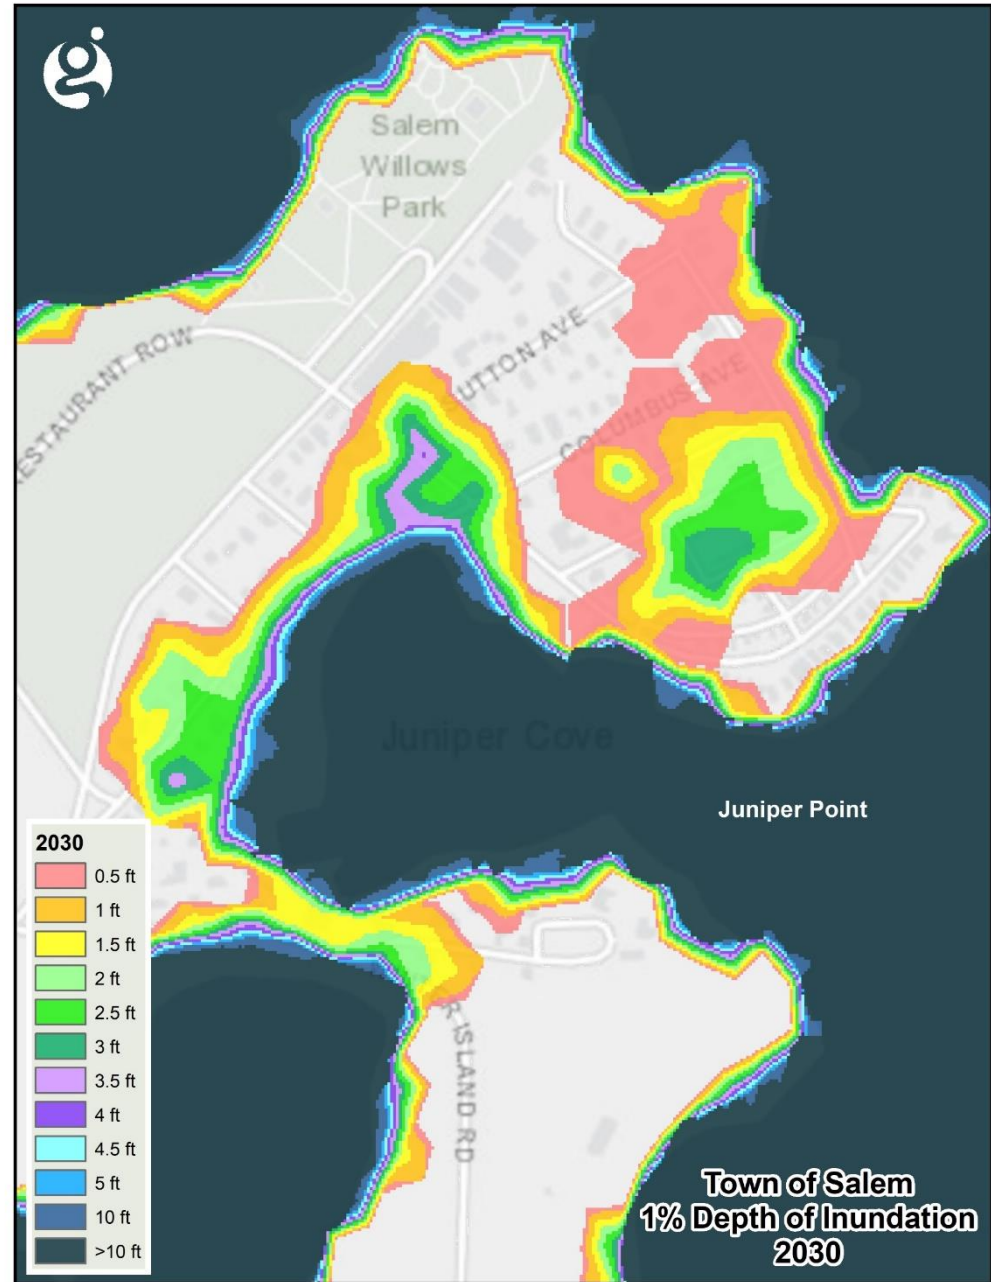 Salem
Willows
Park
RESTAURANT ROW
SUTTON AVE
COLUMBUS AVE
Juniper Cove
Juniper Point
2030
0.5 ft
1 ft
1.5 ft
2 ft
2.5 ft
3 ft
3.5 ft
4 ft
4.5 ft
5 ft
10 ft
>10 ft
R ISLAND RD
Town of Salem
1% Depth of Inundation
2030